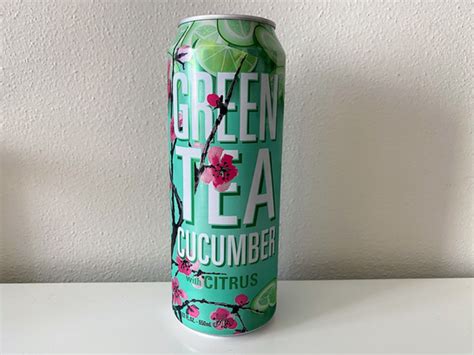 GREEN
TEA
CUCUMBER
with CITRUS